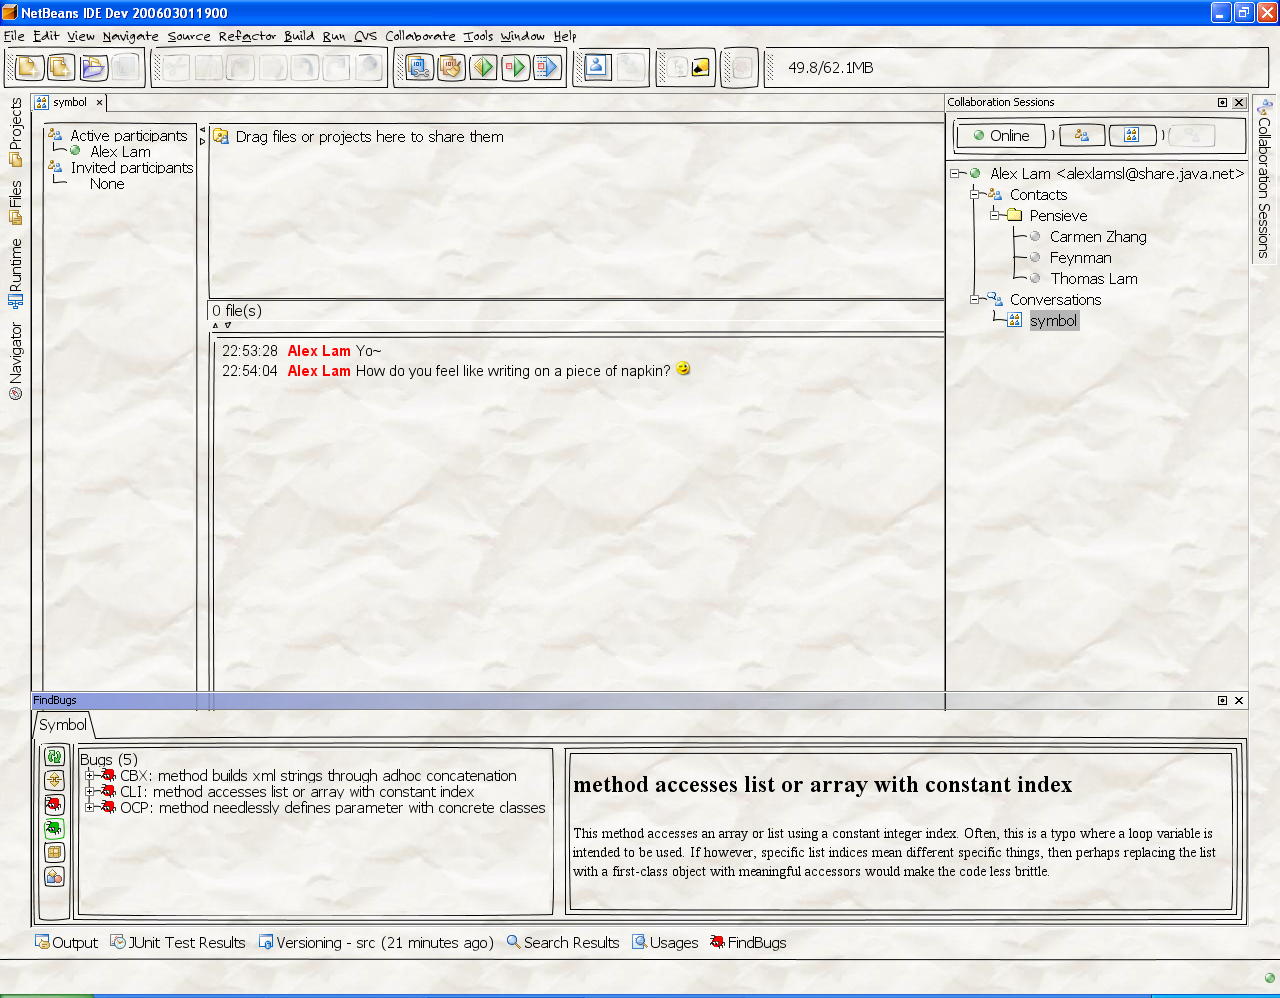 NetBeans IDE Dev 200603011900
File Edit View Navigate Source Refactor Build Run CVS Collaborate Tools Window Help
49.8/62.1MB
Projects
Files
Runtime
Navigator
symbol
Active participants
Alex Lam
Invited participants
None
Drag files or projects here to share them
0 file(s)
22:53:28 Alex Lam Yo~
22:54:04 Alex Lam How do you feel like writing on a piece of napkin?
Collaboration Sessions
Online
Alex Lam <alexlamsl@share.java.net>
Contacts
Pensieve
Carmen Zhang
Feynman
Thomas Lam
Conversations
symbol
Collaboration Sessions
FindBugs
Symbol
Bugs (5)
CBX: method builds xml strings through adhoc concatenation
CLI: method accesses list or array with constant index
OCP: method needlessly defines parameter with concrete classes
method accesses list or array with constant index
This method accesses an array or list using a constant integer index. Often, this is a typo where a loop variable is
intended to be used. If however, specific list indices mean different specific things, then perhaps replacing the list
with a first-class object with meaningful accessors would make the code less brittle.
Output JUnit Test Results Versioning - src (21 minutes ago) Search Results Usages FindBugs